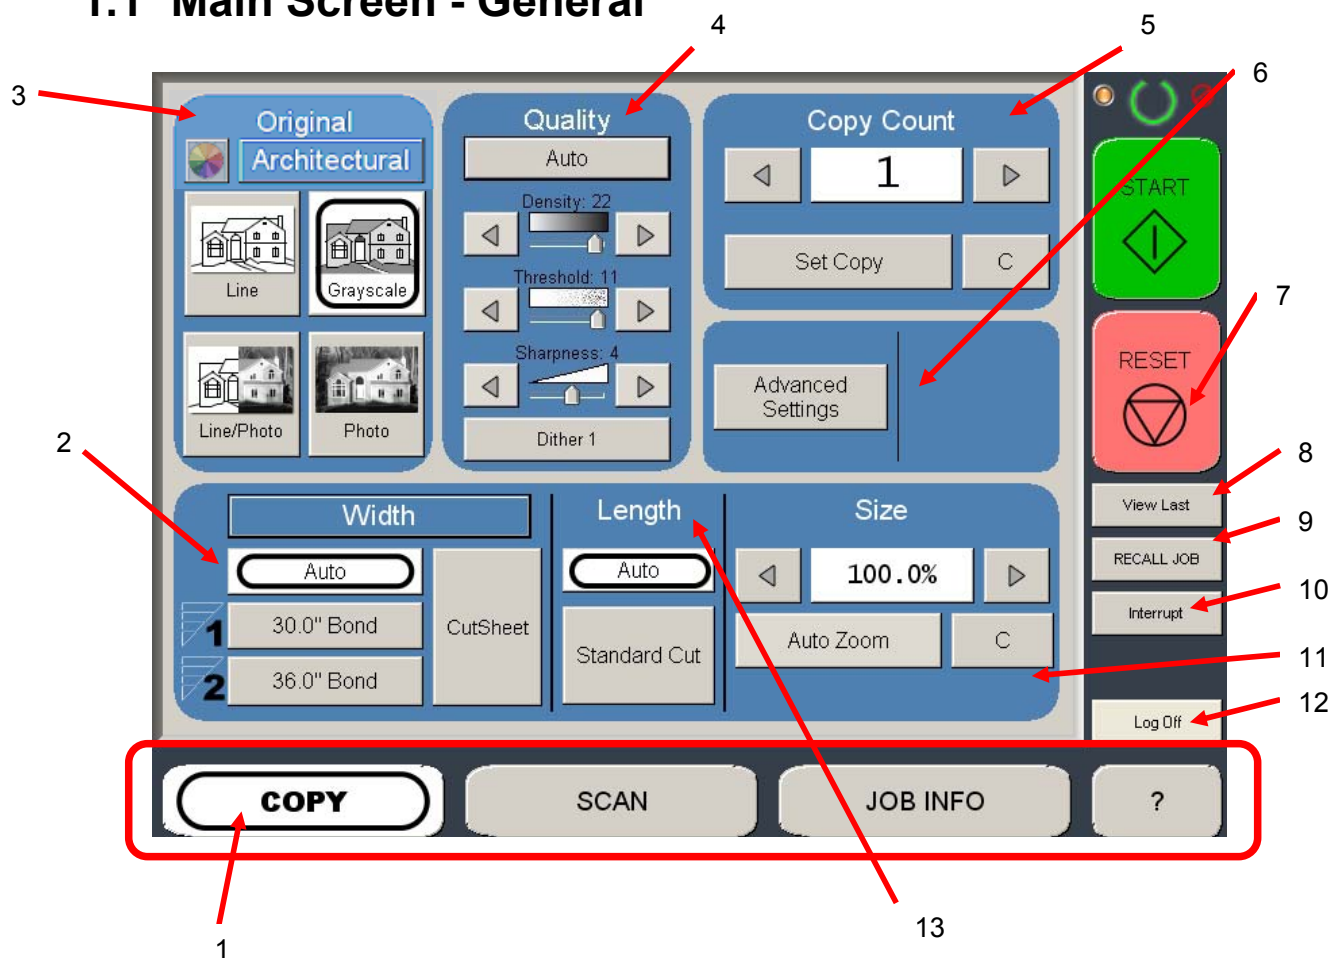 1.1 Main Screen - General
4
5
6
3
Original
Architectural
Line
Grayscale
Line/Photo
Photo
Quality
Auto
Density: 22
Threshold: 11
Sharpness: 4
Dither 1
Copy Count
1
Set Copy
C
Advanced
Settings
START
7
RESET
2
8
View Last
9
RECALL JOB
10
Interrupt
11
12
Log Off
Width
Auto
1
30.0" Bond
2
36.0" Bond
CutSheet
Length
Auto
Standard Cut
Size
100.0%
Auto Zoom
C
COPY
SCAN
JOB INFO
?
1
13